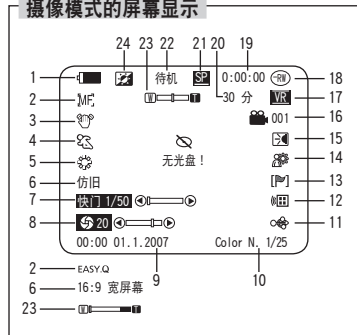 摄像模式的屏幕显示
24 23 22 21 20 19
1 待机 SP 0:00:00 -RW 18
2 MF W T 30 分 VR 17
3 001 16
4 15
5 无光盘！ 14
6 仿旧 13
7 快门 1/50 12
8 20 11
00:00 01.1.2007 Color N. 1/25
9 10
2 EASY.Q
6 16:9 宽屏幕
23 W T